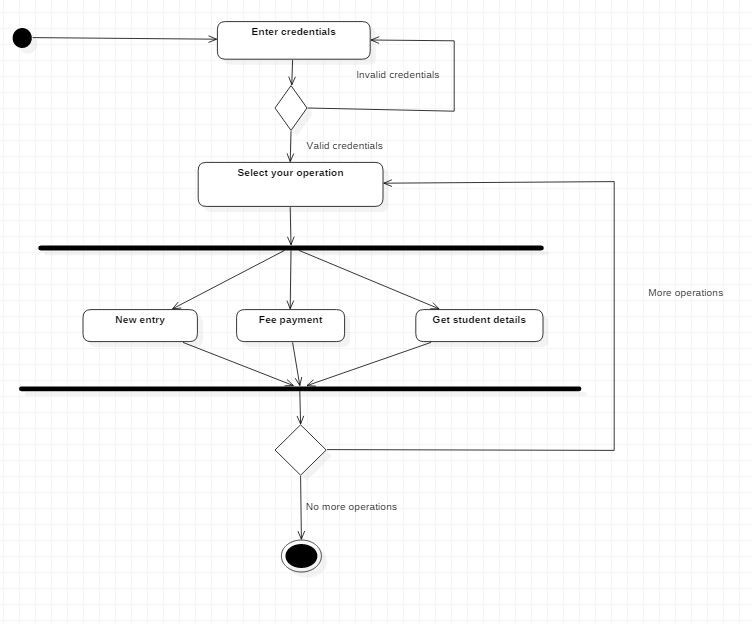 Enter credentials
Invalid credentials
Valid credentials
Select your operation
More operations
New entry
Fee payment
Get student details
No more operations